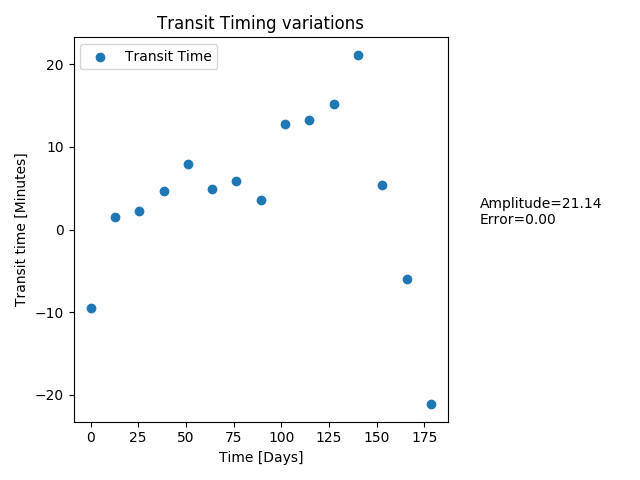 Transit Timing variations
Transit Time
Transit time [Minutes]
20
10
0
−10
−20
0
25
50
75
100
125
150
175
Time [Days]
Amplitude=21.14
Error=0.00